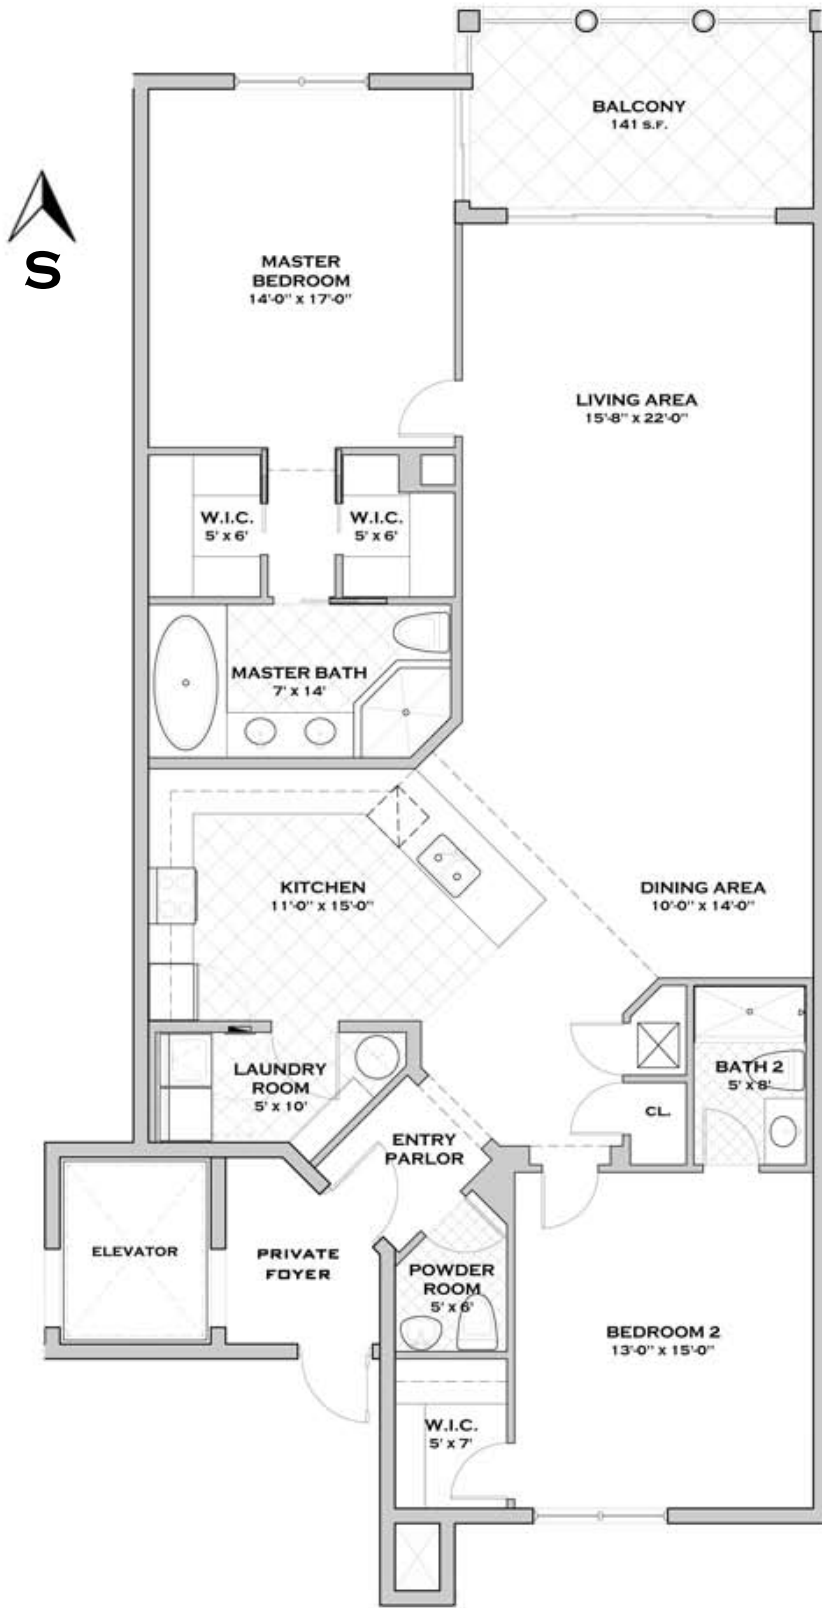 BALCONY
141 S.F.
S
MASTER
BEDROOM
14'-0" X 17'-0"
LIVING AREA
15'-8" X 22'-0"
W.I.C.
5' X 6'
W.I.C.
5' X 6'
MASTER BATH
7' X 14'
KITCHEN
11'-0" X 15'-0"
DINING AREA
10'-0" X 14'-0"
LAUNDRY
ROOM
5' X 10'
BATH 2
5' X 8'
CL.
ENTRY
PARLOR
ELEVATOR
PRIVATE
FOYER
POWDER
ROOM
5' X 6'
BEDROOM 2
13'-0" X 15'-0"
W.I.C.
5' X 7'